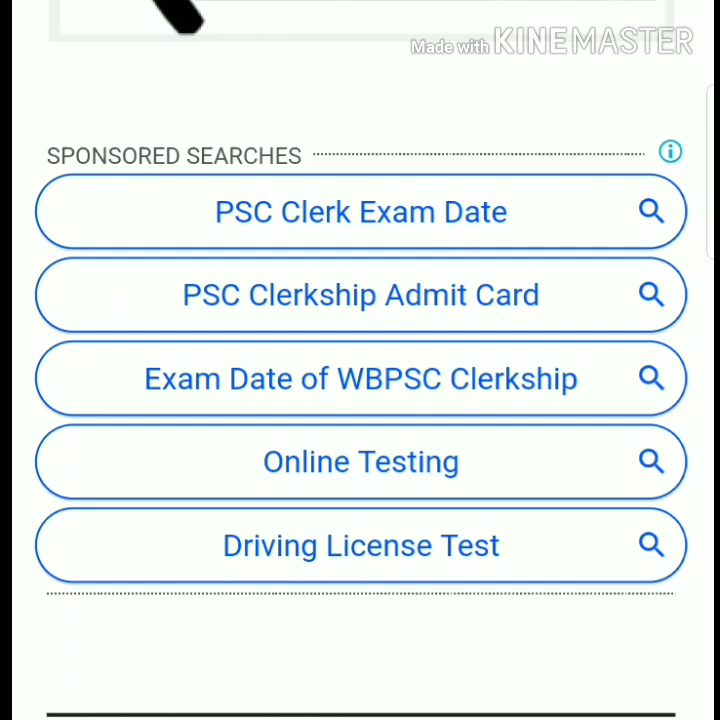 Made with KINEMASTER
SPONSORED SEARCHES
PSC Clerk Exam Date
PSC Clerkship Admit Card
Exam Date of WBPSC Clerkship
Online Testing
Driving License Test